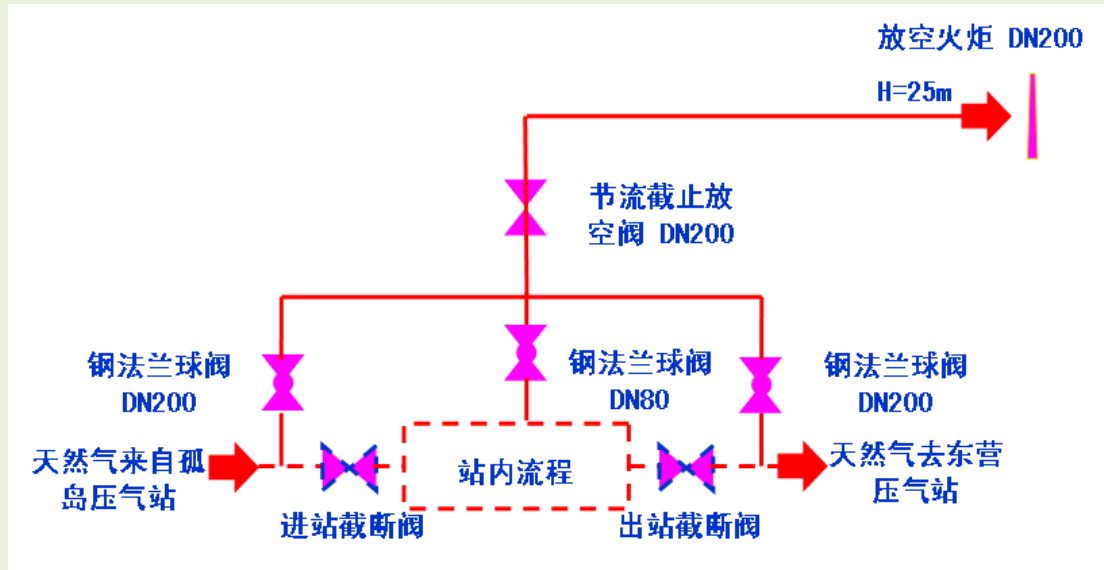 放空火炬 DN200
H=25m
节流截止放
空阀 DN200
钢法兰球阀
DN200
钢法兰球阀
DN80
钢法兰球阀
DN200
天然气来自孤
岛压气站
站内流程
天然气去东营
压气站
进站截断阀
出站截断阀